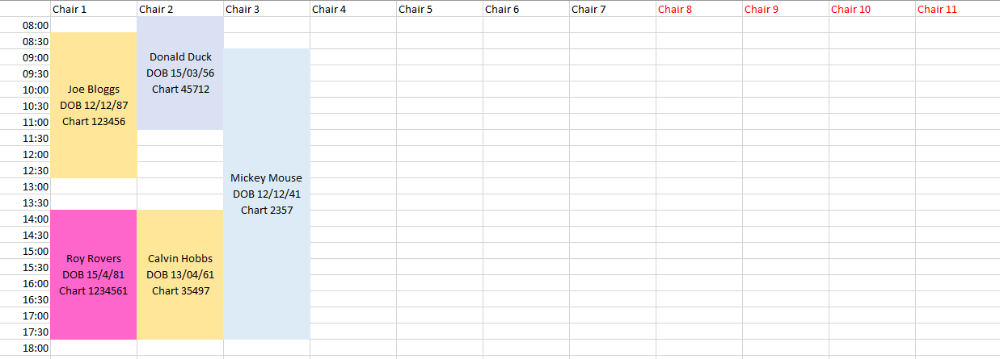 Chair 1 Chair 2 Chair 3 Chair 4 Chair 5 Chair 6 Chair 7 Chair 8 Chair 9 Chair 10 Chair 11
08:00
08:30
09:00 Donald Duck
09:30 DOB 15/03/56
10:00 Joe Bloggs Chart 45712
10:30 DOB 12/12/87
11:00 Chart 123456
11:30
12:00
12:30 Mickey Mouse
13:00 DOB 12/12/41
13:30 Chart 2357
14:00
14:30
15:00 Roy Rovers Calvin Hobbs
15:30 DOB 15/4/81 DOB 13/04/61
16:00 Chart 1234561 Chart 35497
16:30
17:00
17:30
18:00